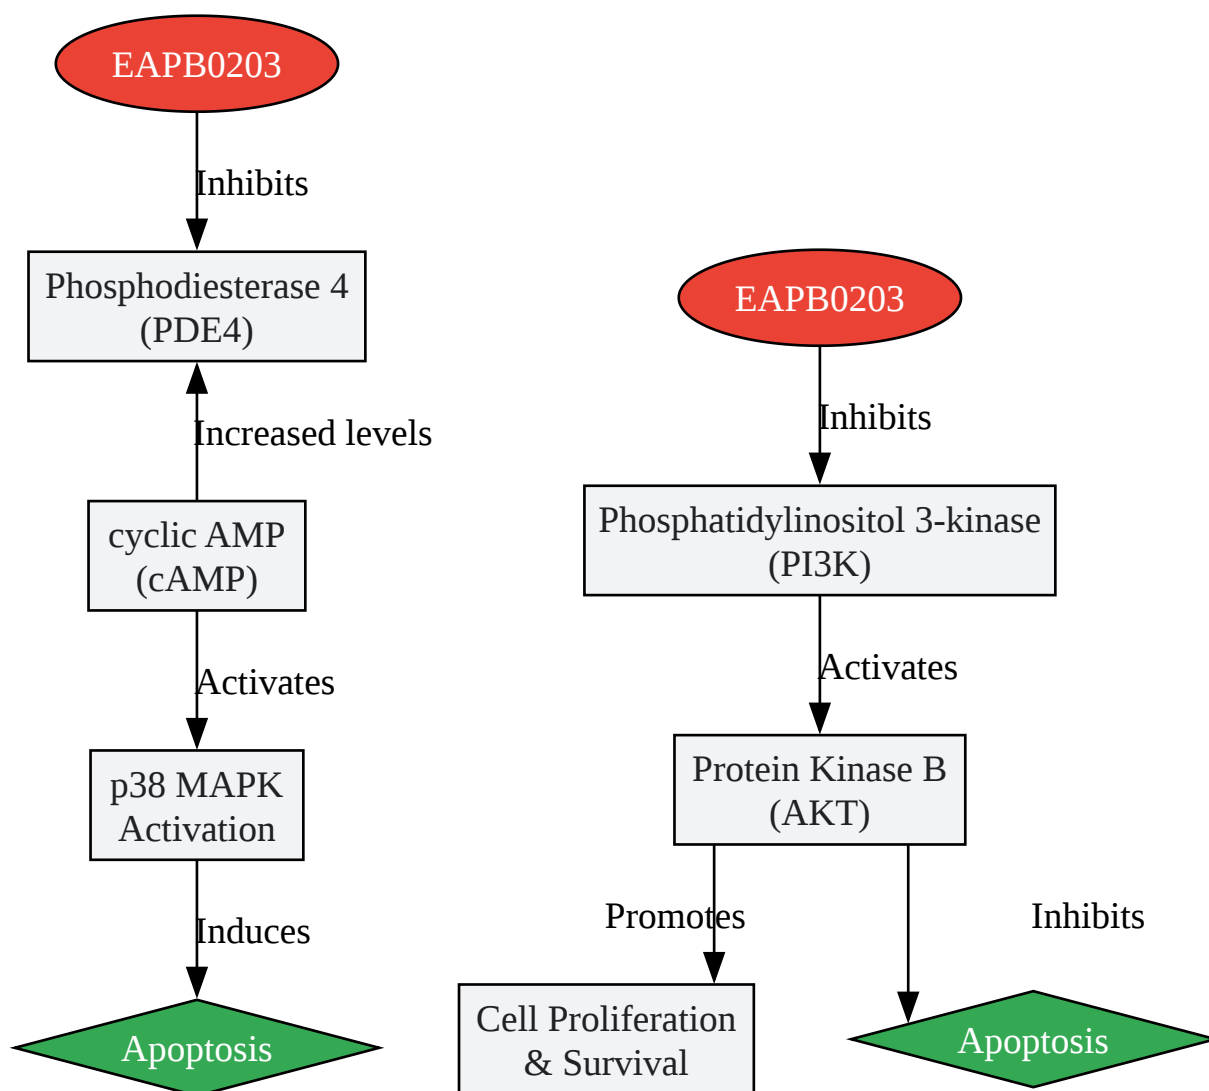 EAPB0203
Inhibits
Phosphodiesterase 4
(PDE4)
Increased levels
cyclic AMP
(cAMP)
Activates
p38 MAPK
Activation
Induces
Apoptosis
EAPB0203
Inhibits
Phosphatidylinositol 3-kinase
(PI3K)
Activates
Protein Kinase B
(AKT)
Promotes
Inhibits
Cell Proliferation
& Survival
Apoptosis